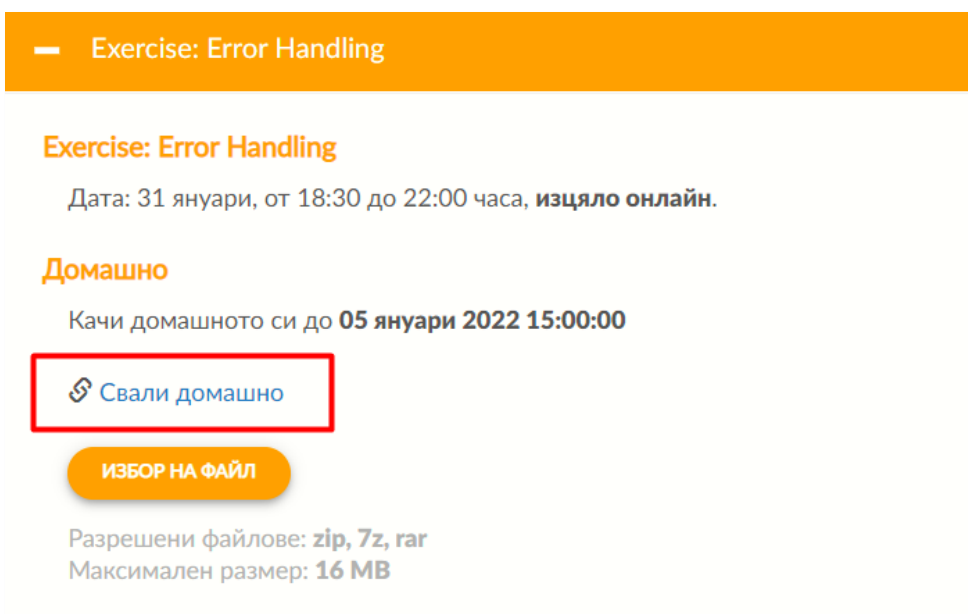 Exercise: Error Handling
Exercise: Error Handling
Дата: 31 януари, от 18:30 до 22:00 часа, изцяло онлайн.
Домашно
Качи домашното си до 05 януари 2022 15:00:00
Свали домашно
ИЗБОР НА ФАЙЛ
Разрешени файлове: zip, 7z, rar
Максимален размер: 16 MB